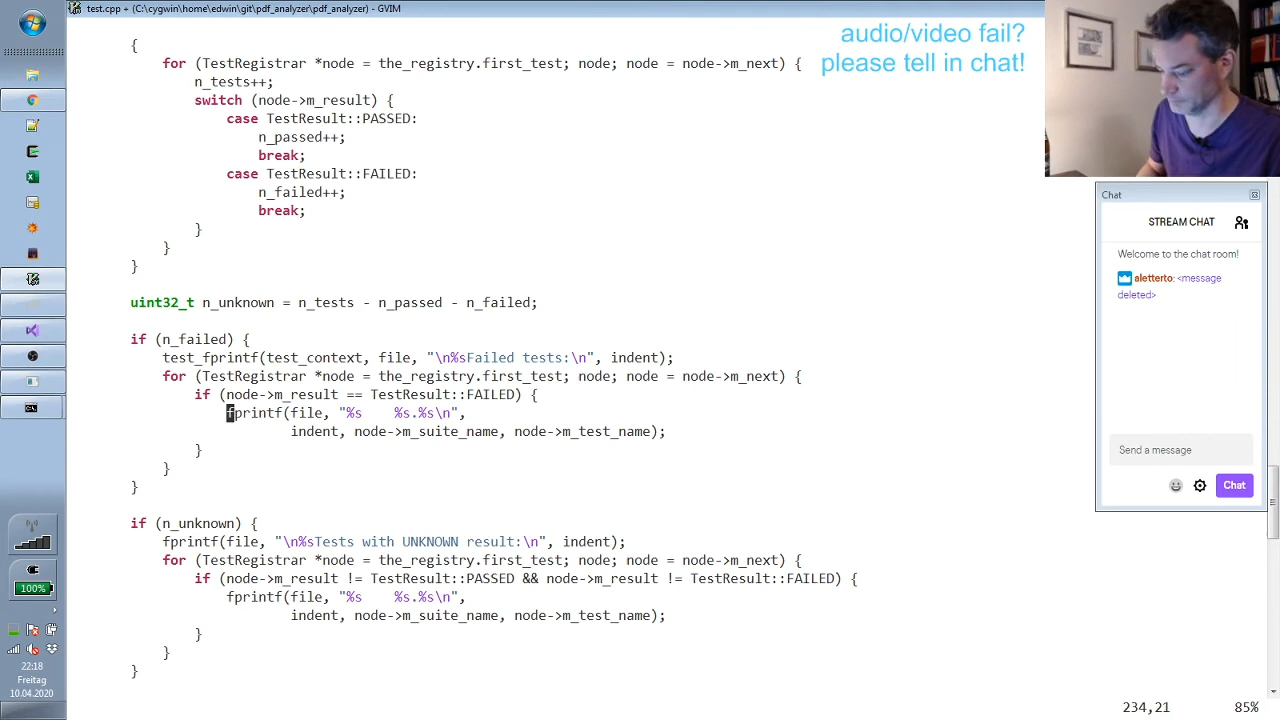 test.cpp + (C:\cygwin\home\edwin\git\pdf_analyzer\pdf_analyzer) - GVIM
audio/video fail?
please tell in chat!
{
for (TestRegistrar *node = the_registry.first_test; node; node = node->m_next) {
n_tests++;
switch (node->m_result) {
case TestResult::PASSED:
n_passed++;
break;
case TestResult::FAILED:
n_failed++;
break;
}
}
}
uint32_t n_unknown = n_tests - n_passed - n_failed;
if (n_failed) {
test_fprintf(test_context, file, "\n%sFailed tests:\n", indent);
for (TestRegistrar *node = the_registry.first_test; node; node = node->m_next) {
if (node->m_result == TestResult::FAILED) {
fprintf(file, "%s    %s.%s\n",
indent, node->m_suite_name, node->m_test_name);
}
}
}
if (n_unknown) {
fprintf(file, "\n%sTests with UNKNOWN result:\n", indent);
for (TestRegistrar *node = the_registry.first_test; node; node = node->m_next) {
if (node->m_result != TestResult::PASSED && node->m_result != TestResult::FAILED) {
fprintf(file, "%s    %s.%s\n",
indent, node->m_suite_name, node->m_test_name);
}
}
}
234,21 85%
Chat
STREAM CHAT
Welcome to the chat room!
aletterto: <message
deleted>
Send a message
Chat
100%
22:18
Freitag
10.04.2020